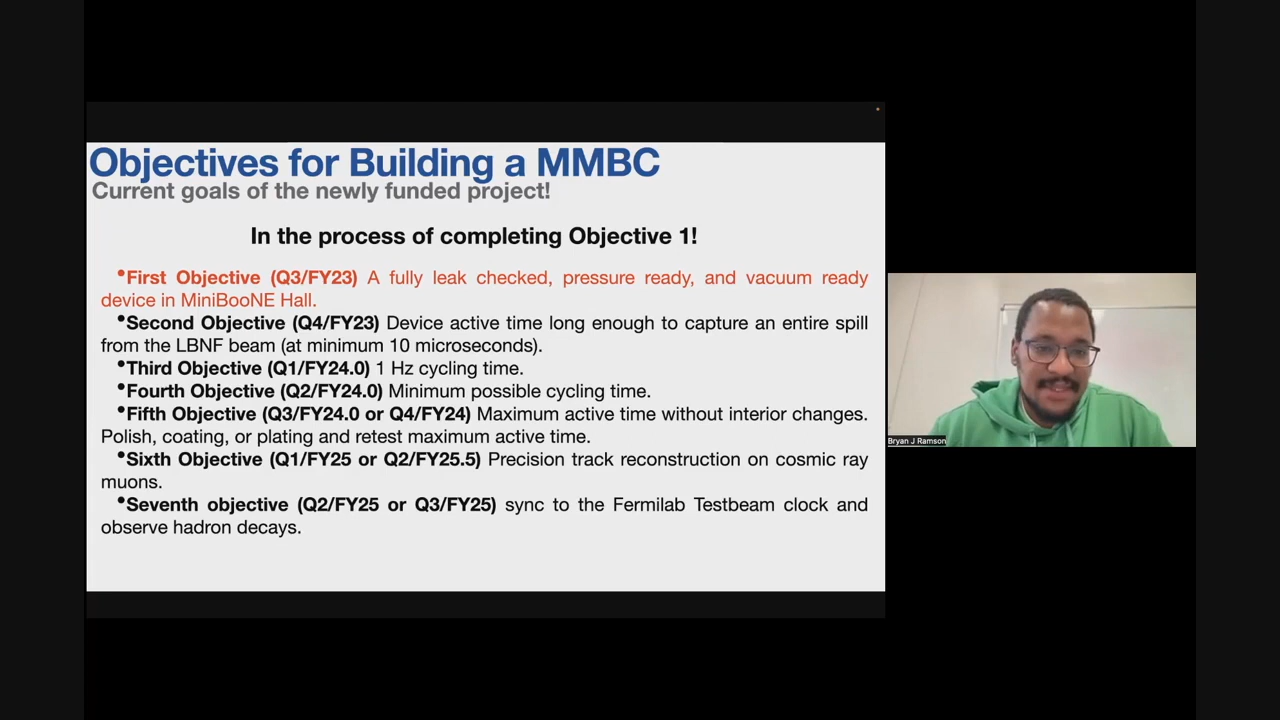 Objectives for Building a MMBC
Current goals of the newly funded project!
In the process of completing Objective 1!
•First Objective (Q3/FY23) A fully leak checked, pressure ready, and vacuum ready
device in MiniBooNE Hall.
•Second Objective (Q4/FY23) Device active time long enough to capture an entire spill
from the LBNF beam (at minimum 10 microseconds).
•Third Objective (Q1/FY24.0) 1 Hz cycling time.
•Fourth Objective (Q2/FY24.0) Minimum possible cycling time.
•Fifth Objective (Q3/FY24.0 or Q4/FY24) Maximum active time without interior changes.
Polish, coating, or plating and retest maximum active time.
•Sixth Objective (Q1/FY25 or Q2/FY25.5) Precision track reconstruction on cosmic ray
muons.
•Seventh objective (Q2/FY25 or Q3/FY25) sync to the Fermilab Testbeam clock and
observe hadron decays.
Bryan J Ramson